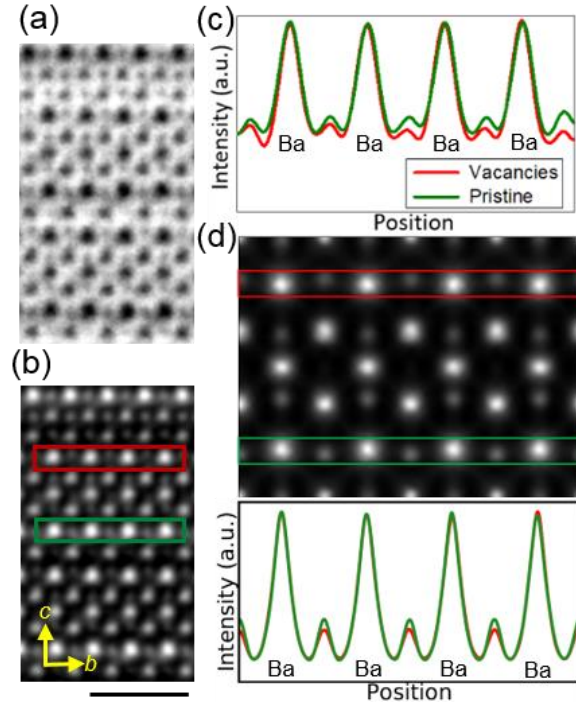 (a)
(b)
c
b
(c)
Intensity (a.u.)
Ba Ba Ba Ba
Vacancies
Pristine
Position
(d)
Intensity (a.u.)
Ba Ba Ba Ba
Position